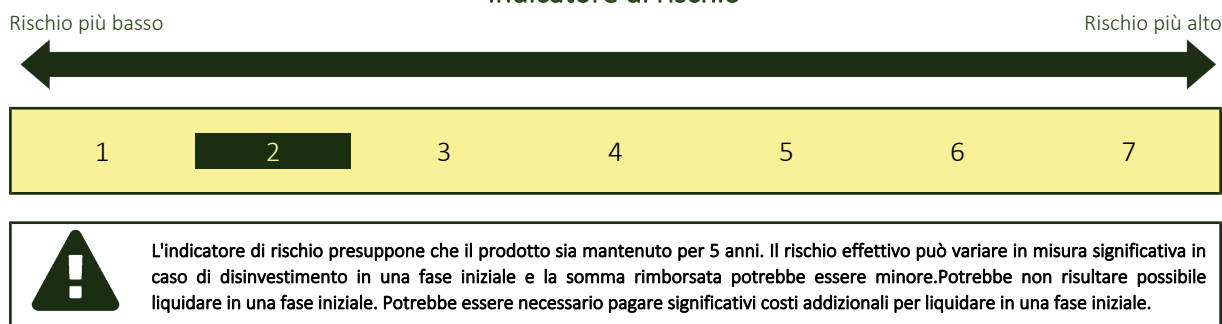 Indicatore di rischio
Rischio più basso Rischio più alto
1 2 3 4 5 6 7
L'indicatore di rischio presuppone che il prodotto sia mantenuto per 5 anni. Il rischio effettivo può variare in misura significativa in
caso di disinvestimento in una fase iniziale e la somma rimborsata potrebbe essere minore.Potrebbe non risultare possibile
liquidare in una fase iniziale. Potrebbe essere necessario pagare significativi costi addizionali per liquidare in una fase iniziale.